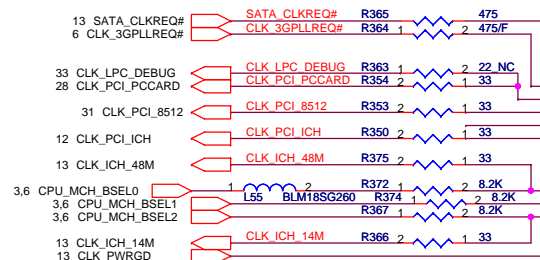 13 SATA_CLKREQ# SATA_CLKREQ# R365 475
6 CLK_3GPLLREQ# CLK_3GPLLREQ# R364 1 2 475/F
33 CLK_LPC_DEBUG CLK_LPC_DEBUG R363 1 2 22_NC
28 CLK_PCI_PCCARD CLK_PCI_PCCARD R354 2 1 33
31 CLK_PCI_8512 CLK_PCI_8512 R353 2 1 33
12 CLK_PCI_ICH CLK_PCI_ICH R350 2 1 33
13 CLK_ICH_48M CLK_ICH_48M R375 2 1 33
3,6 CPU_MCH_BSEL0 1 2 R372 1 2 8.2K
L55 BLM18SG260
3,6 CPU_MCH_BSEL1 R374 1 2 8.2K
3,6 CPU_MCH_BSEL2 R367 1 2 8.2K
13 CLK_ICH_14M CLK_ICH_14M R366 2 1 33
13 CLK_PWRGD